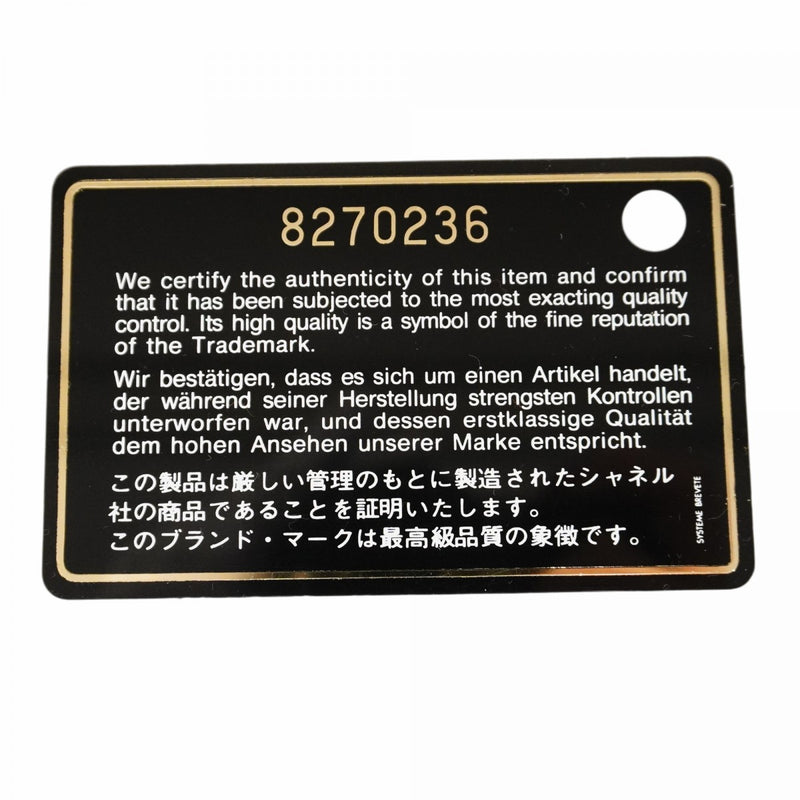 8270236
We certify the authenticity of this item and confirm
that it has been subjected to the most exacting quality
control. Its high quality is a symbol of the fine reputation
of the Trademark.
Wir bestätigen, dass es sich um einen Artikel handelt,
der während seiner Herstellung strengsten Kontrollen
unterworfen war, und dessen erstklassige Qualität
dem hohen Ansehen unserer Marke entspricht.
この製品は厳しい管理のもとに製造されたシャネル
社の商品であることを証明いたします。
このブランド・マークは最高級品質の象徴です。
SYSTEME BREVETE